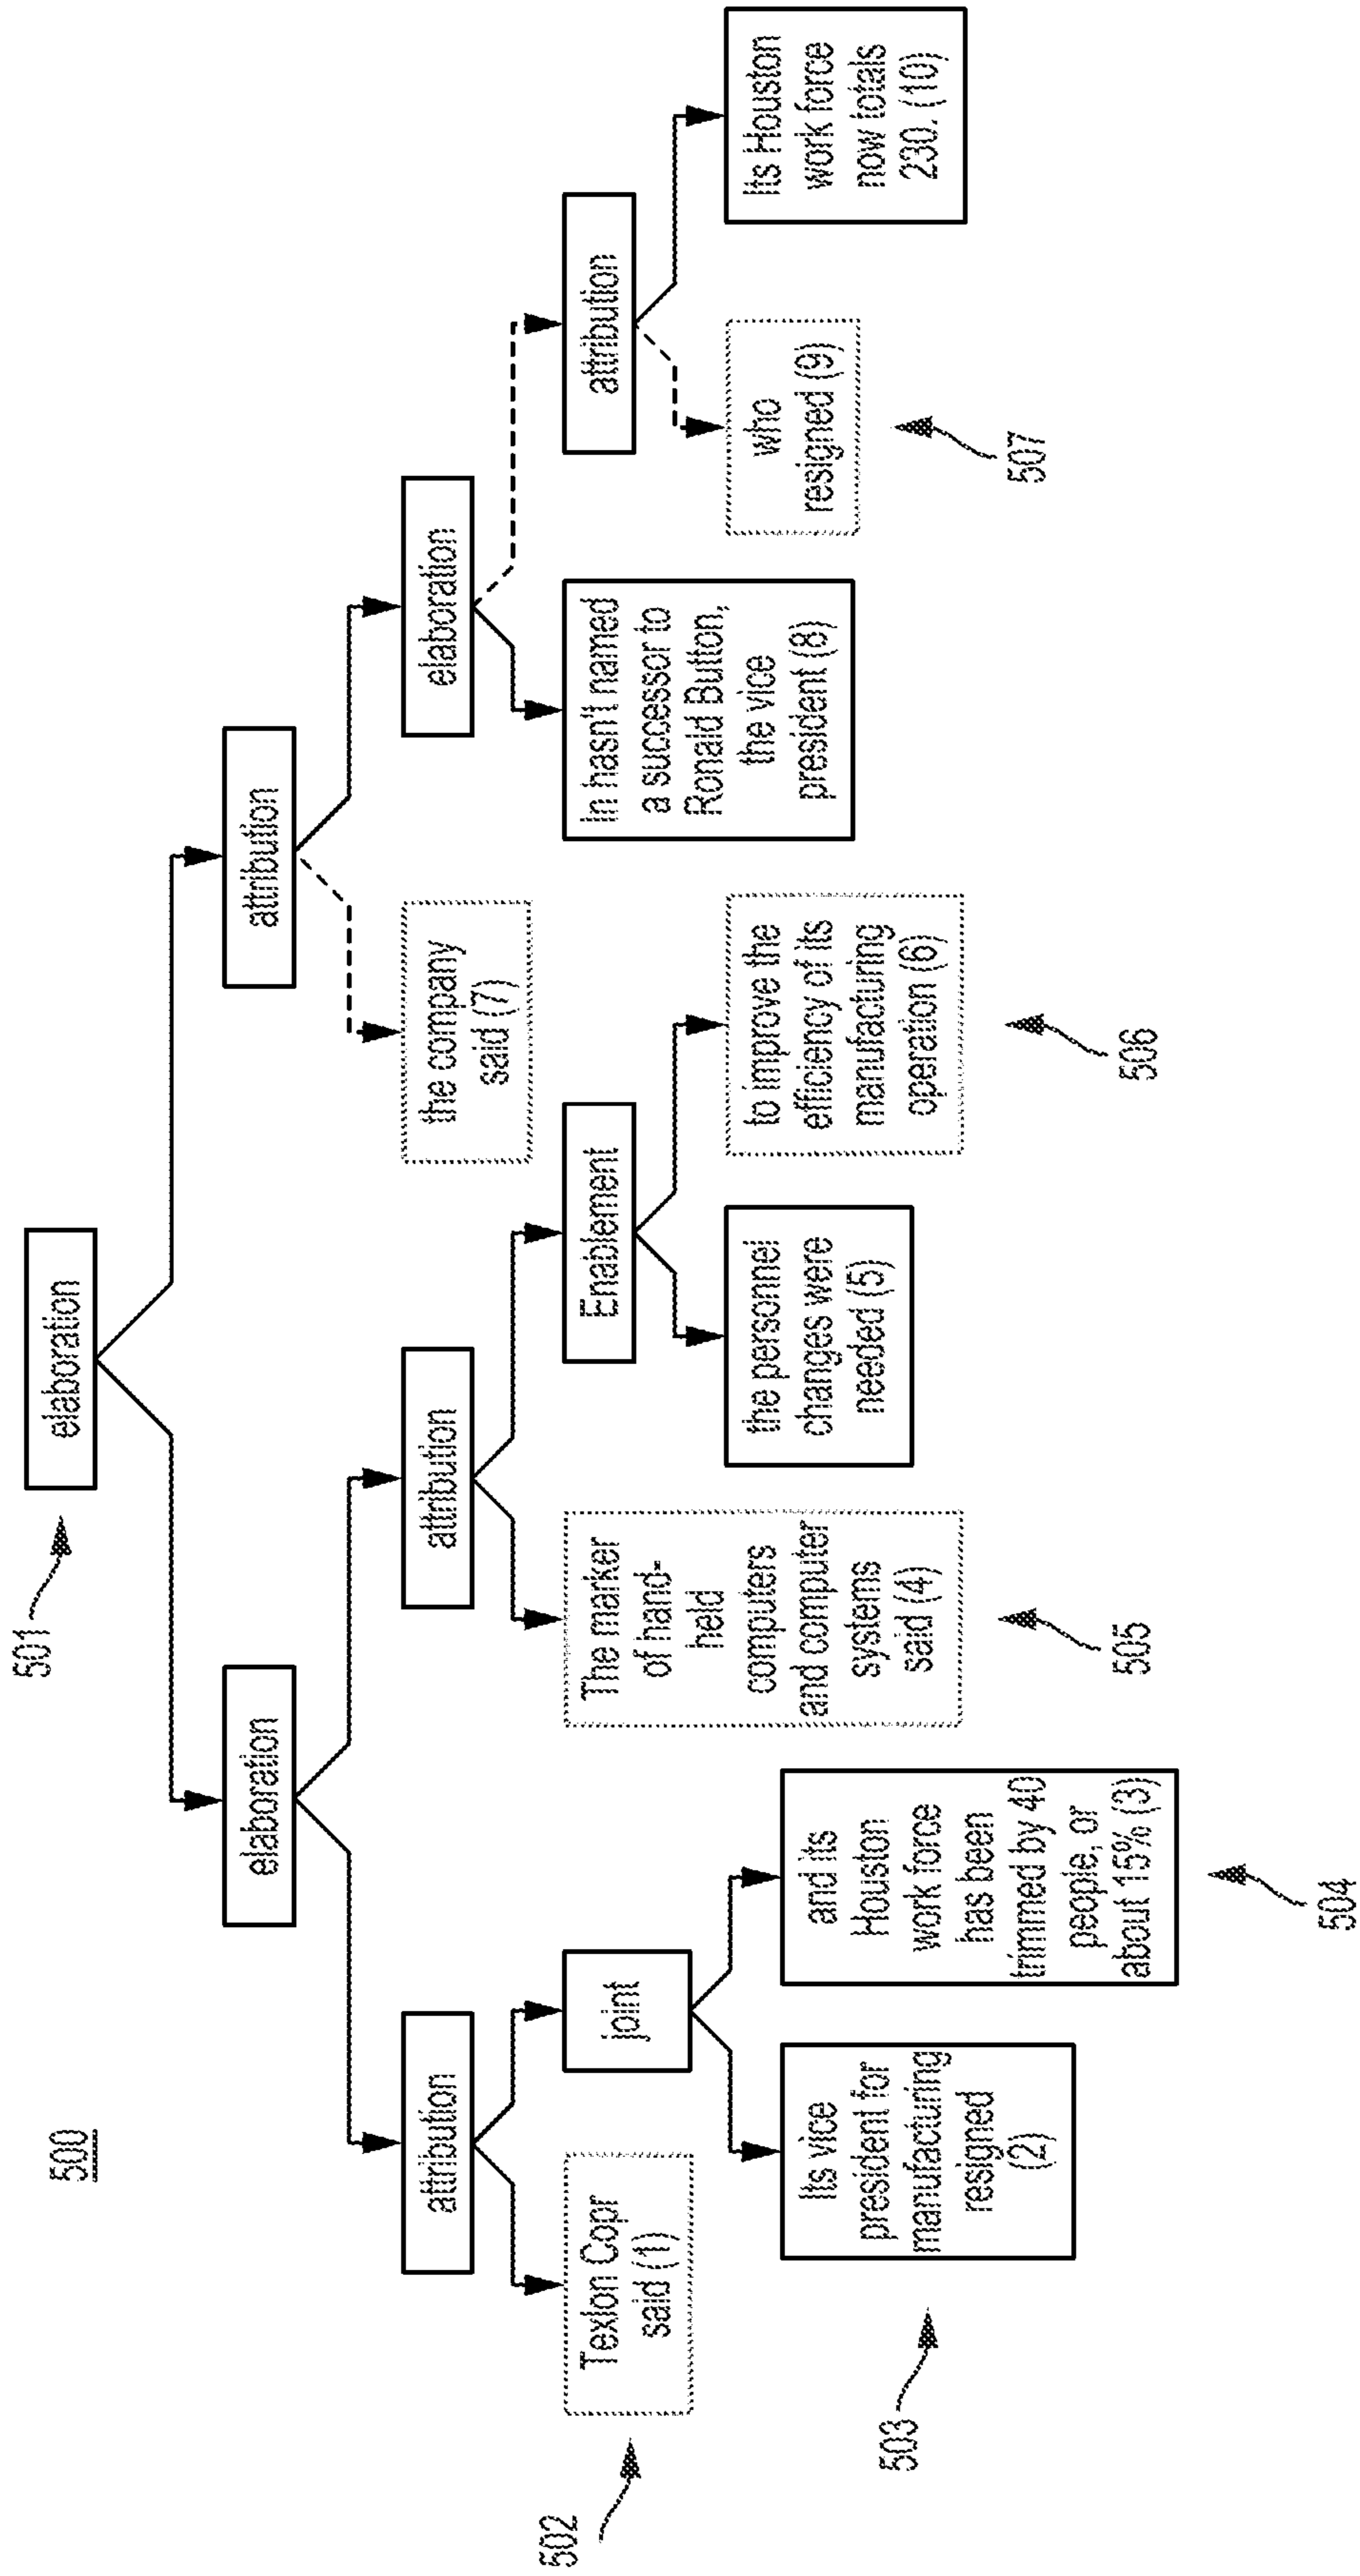 500
501
elaboration
elaboration
attribution
attribution
attribution
the company
said (7)
elaboration
Texlon Copr
said (1)
joint
The marker
of hand-
held
computers
and computer
systems
said (4)
Enablement
In hasn't named
a successor to
Ronald Button,
the vice
president (8)
attribution
502
Its vice
president for
manufacturing
resigned
(2)
and its
Houston
work force
has been
trimmed by 40
people, or
about 15% (3)
the personnel
changes were
needed (5)
to improve the
efficiency of its
manufacturing
operation (6)
who
resigned (9)
Its Houston
work force
now totals
230. (10)
503
504
505
506
507